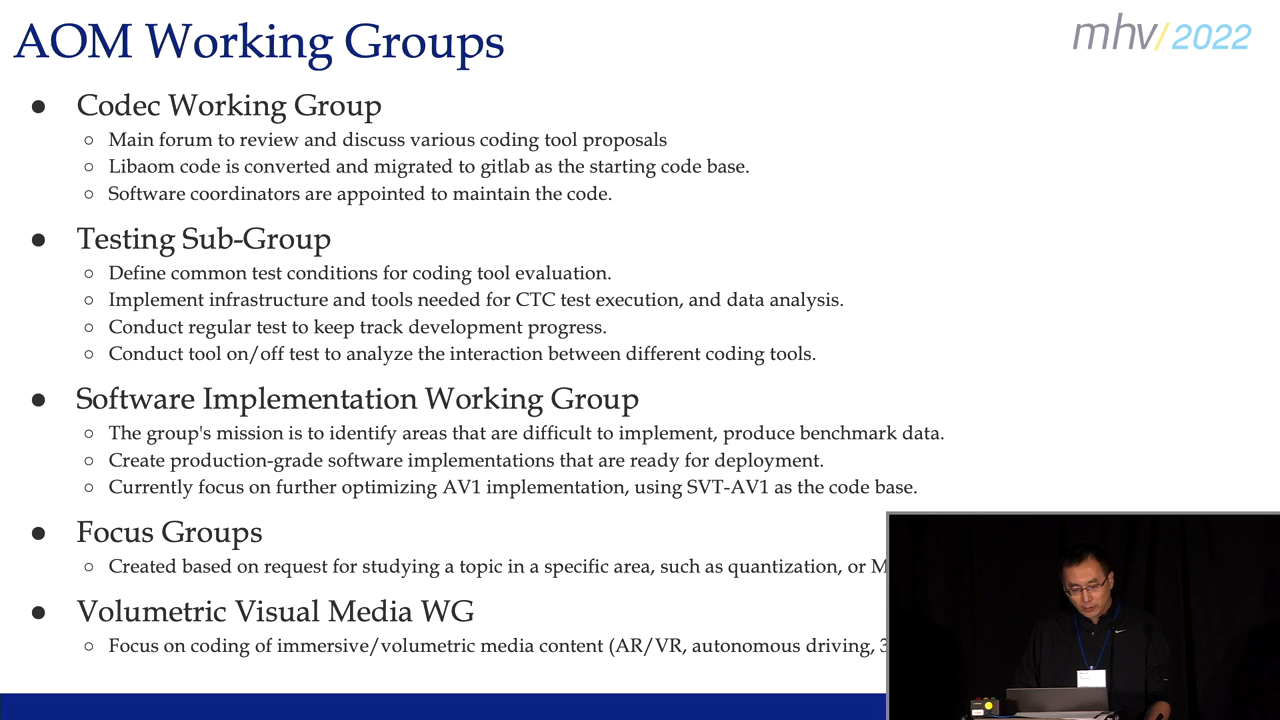 AOM Working Groups
mhv/2022
● Codec Working Group
○ Main forum to review and discuss various coding tool proposals
○ Libaom code is converted and migrated to gitlab as the starting code base.
○ Software coordinators are appointed to maintain the code.
● Testing Sub-Group
○ Define common test conditions for coding tool evaluation.
○ Implement infrastructure and tools needed for CTC test execution, and data analysis.
○ Conduct regular test to keep track development progress.
○ Conduct tool on/off test to analyze the interaction between different coding tools.
● Software Implementation Working Group
○ The group's mission is to identify areas that are difficult to implement, produce benchmark data.
○ Create production-grade software implementations that are ready for deployment.
○ Currently focus on further optimizing AV1 implementation, using SVT-AV1 as the code base.
● Focus Groups
○ Created based on request for studying a topic in a specific area, such as quantization, or
● Volumetric Visual Media WG
○ Focus on coding of immersive/volumetric media content (AR/VR, autonomous driving,